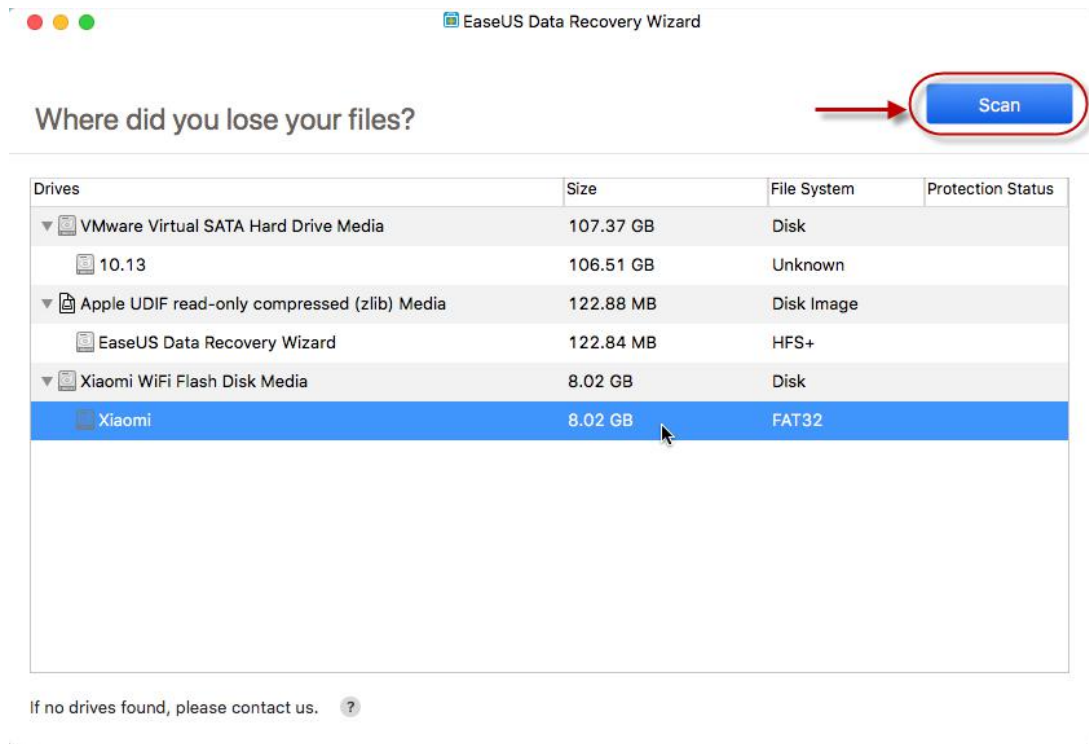 EaseUS Data Recovery Wizard
Where did you lose your files?
Scan
Drives Size File System Protection Status
VMware Virtual SATA Hard Drive Media 107.37 GB Disk
10.13 106.51 GB Unknown
Apple UDIF read-only compressed (zlib) Media 122.88 MB Disk Image
EaseUS Data Recovery Wizard 122.84 MB HFS+
Xiaomi WiFi Flash Disk Media 8.02 GB Disk
Xiaomi 8.02 GB FAT32
If no drives found, please contact us. ?